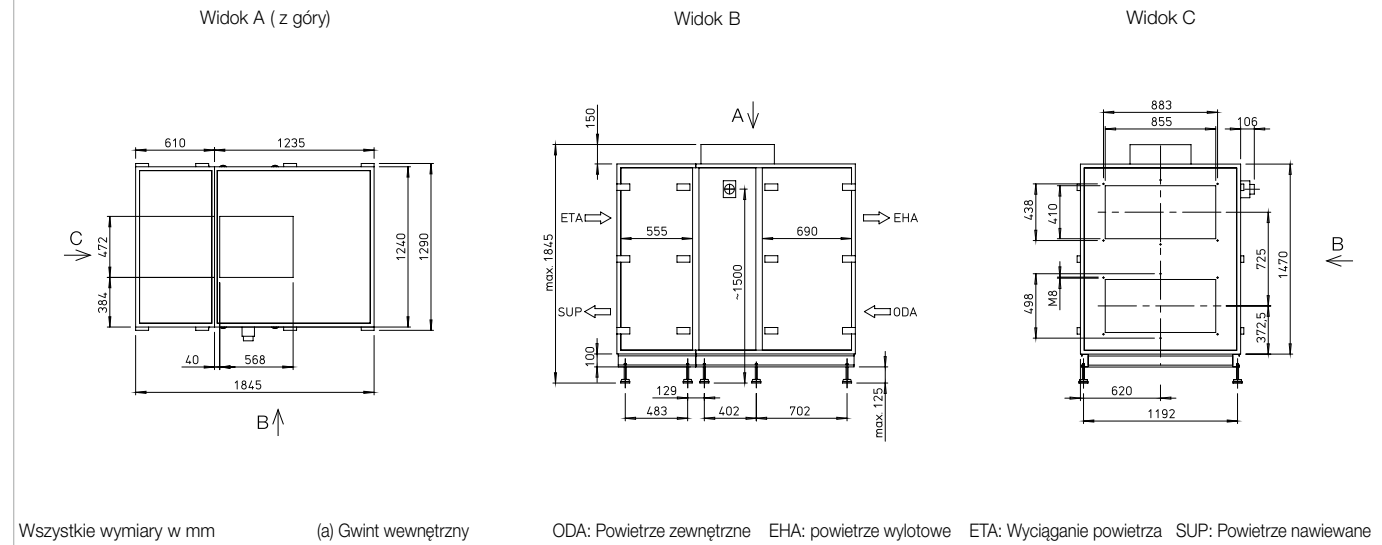 Widok A ( z góry)
Widok B
Widok C
610
1235
C
472
384
1240
1290
40
568
1845
B
150
A
max. 1845
ETA
EHA
555
690
~1500
SUP
ODA
100
129
483
402
702
max. 125
883
855
106
438
410
498
M8
725
1470
372,5
B
620
1192
Wszystkie wymiary w mm
(a) Gwint wewnętrzny
ODA: Powietrze zewnętrzne EHA: powietrze wylotowe ETA: Wyciąganie powietrza SUP: Powietrze nawiewane